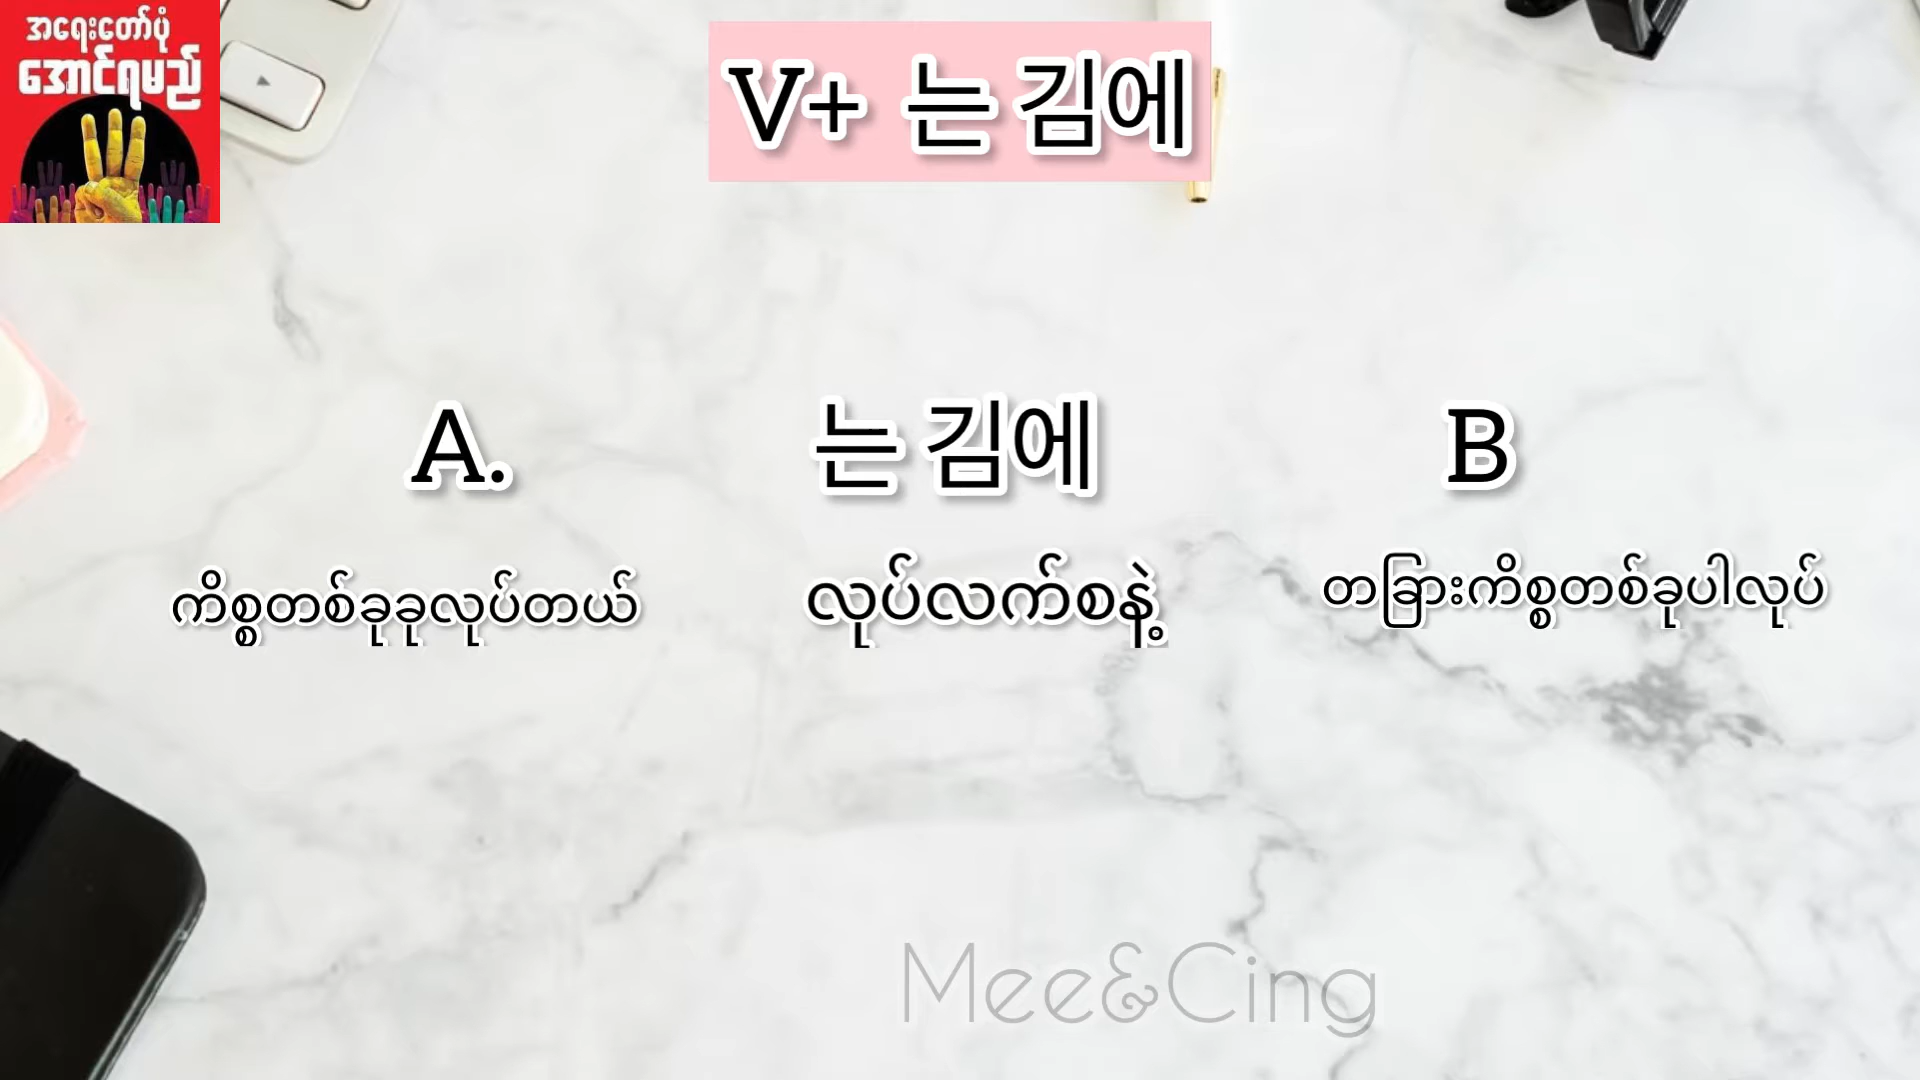 အရေးတော်ပုံ
အောင်ရမည်
V+ 는 김에
A. 는 김에 B
ကိစ္စတစ်ခုခုလုပ်တယ် လုပ်လက်စနဲ့ တခြားကိစ္စတစ်ခုပါလုပ်
Mee&Cing